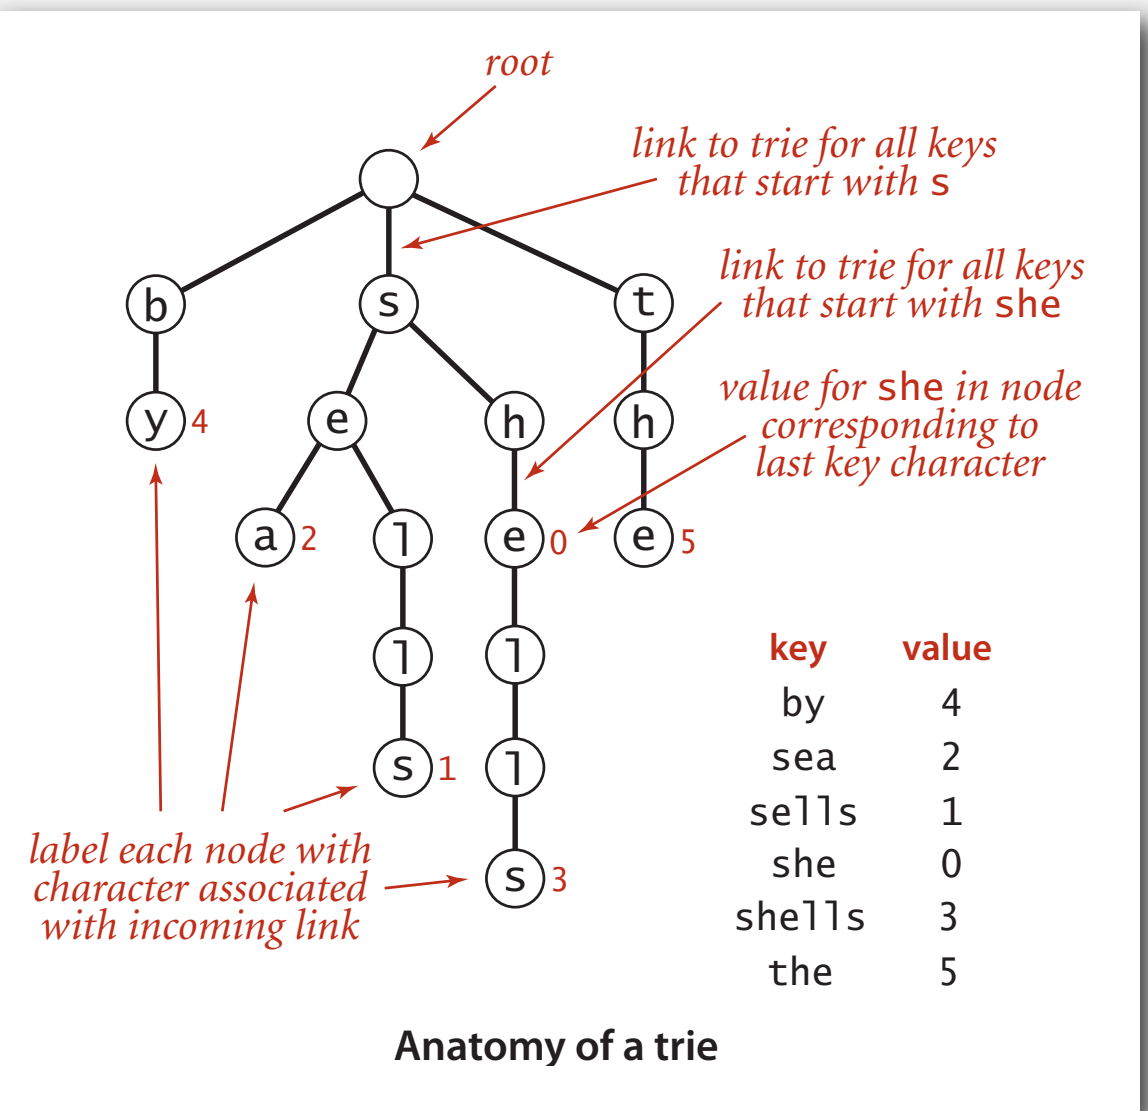 root
link to trie for all keys
that start with s
link to trie for all keys
that start with she
b
s
t
value for she in node
corresponding to
last key character
y 4
e
h
h
a 2
l
e 0
e 5
l
l
key value
by 4
s 1
l
sea 2
sells 1
label each node with
character associated
with incoming link
she 0
s 3
shells 3
the 5
Anatomy of a trie